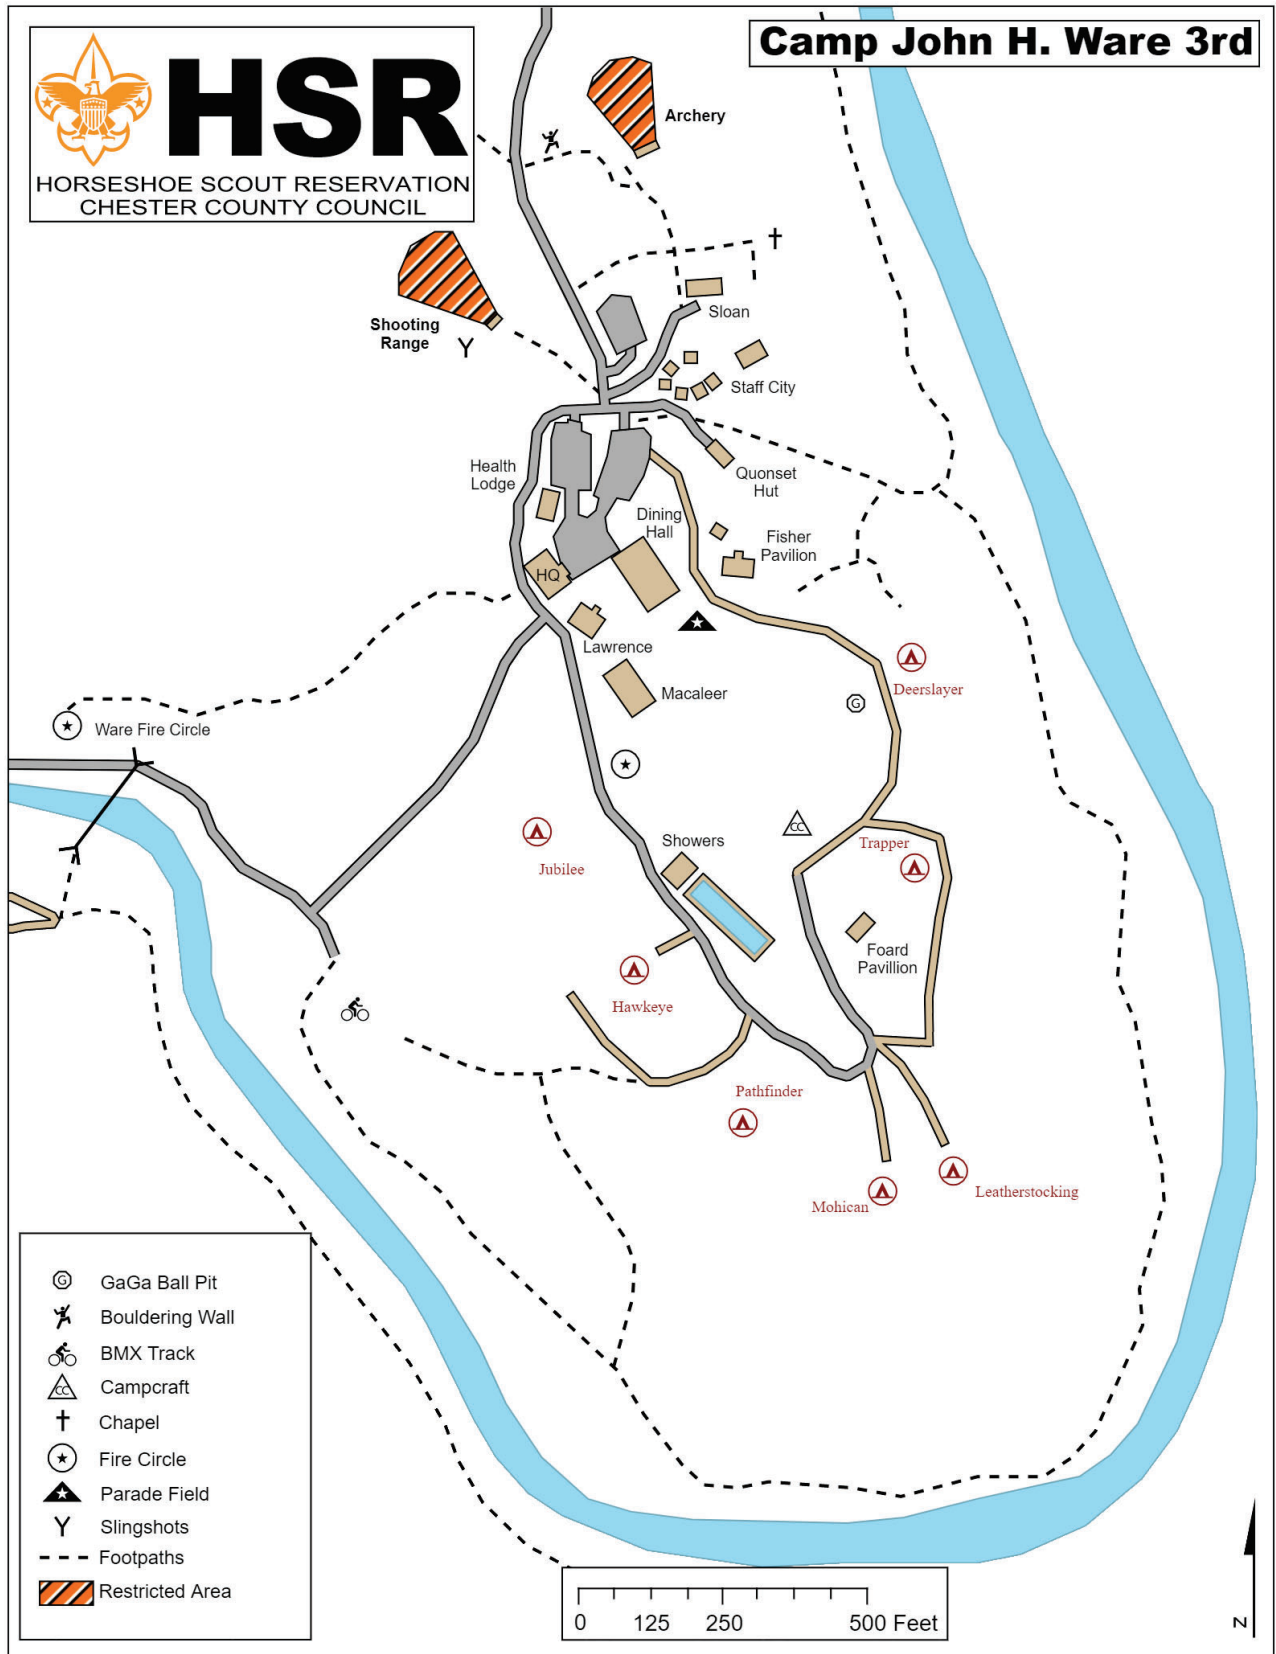 Camp John H. Ware 3rd
HSR
HORSESHOE SCOUT RESERVATION
CHESTER COUNTY COUNCIL
Archery
Shooting
Range
Sloan
Staff City
Health
Lodge
Quonset
Hut
Dining
Hall
Fisher
Pavilion
HQ
Lawrence
Deerslayer
Macaleer
G
Ware Fire Circle
CC
Showers
Trapper
Jubilee
Foard
Pavillion
Hawkeye
Pathfinder
Leatherstocking
Mohican
G GaGa Ball Pit
Bouldering Wall
BMX Track
CC Campcraft
Chapel
Fire Circle
Parade Field
Slingshots
Footpaths
Restricted Area
0 125 250 500 Feet
N